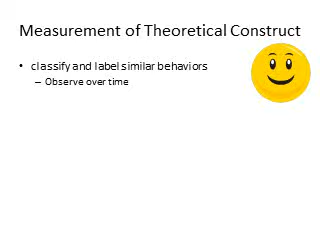 Measurement of Theoretical Construct
• classify and label similar behaviors
– Observe over time